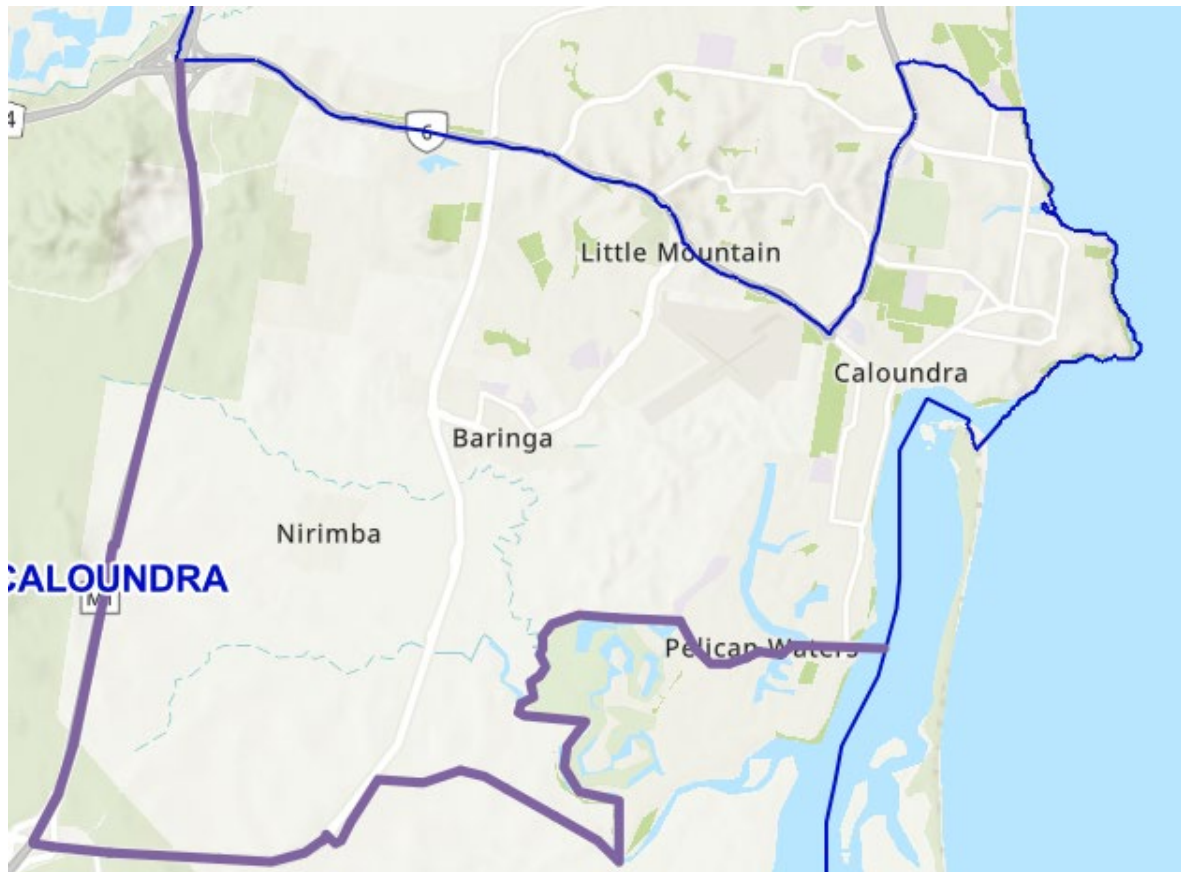 4
6
Little Mountain
Caloundra
Baringa
Nirimba
CALOUNDRA
M1
Pelican Waters